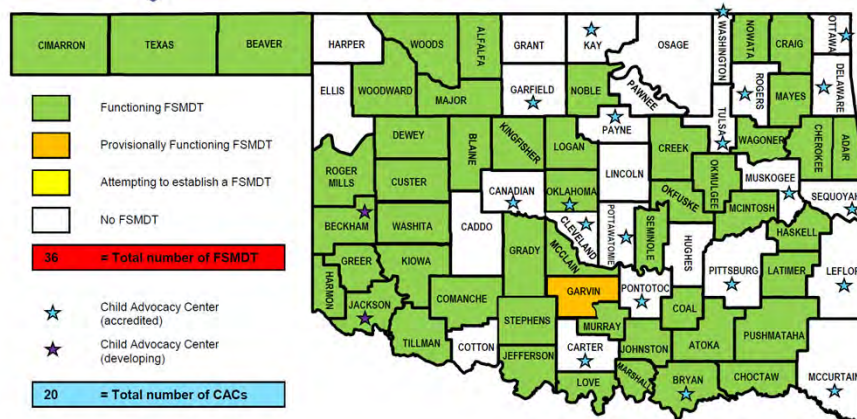 CIMARRON
TEXAS
BEAVER
HARPER
WOODS
ALFALFA
GRANT
KAY
OSAGE
WASHINGTON
NOWATA
CRAIG
OTTAWA
ELLIS
WOODWARD
MAJOR
GARFIELD
NOBLE
PAWNEE
ROGERS
MAYES
DELAWARE
Functioning FSMDT
Provisionally Functioning FSMDT
Attempting to establish a FSMDT
No FSMDT
36 = Total number of FSMDT
Child Advocacy Center
(accredited)
Child Advocacy Center
(developing)
20 = Total number of CACs
DEWEY
BLAINE
KINGFISHER
LOGAN
PAYNE
CREEK
TULSA
WAGONER
CHEROKEE
ADAIR
ROGER
MILLS
CUSTER
CANADIAN
OKLAHOMA
LINCOLN
OKFUSKE
OKMULGEE
MUSKOGEE
SEQUOYAH
BECKHAM
WASHITA
CADDO
CLEVELAND
POTTAWATOMIE
SEMINOLE
HUGHES
MCINTOSH
HASKELL
GREER
KIOWA
GRADY
MCCLAIN
PITTSBURG
LATIMER
LEFLOR
HARMON
JACKSON
COMANCHE
GARVIN
PONTOTOC
COAL
STEPHENS
MURRAY
TILLMAN
COTTON
CARTER
JOHNSTON
ATOKA
PUSHMATAHA
JEFFERSON
LOVE
MARSHALL
BRYAN
CHOCTAW
MCCURTAIN